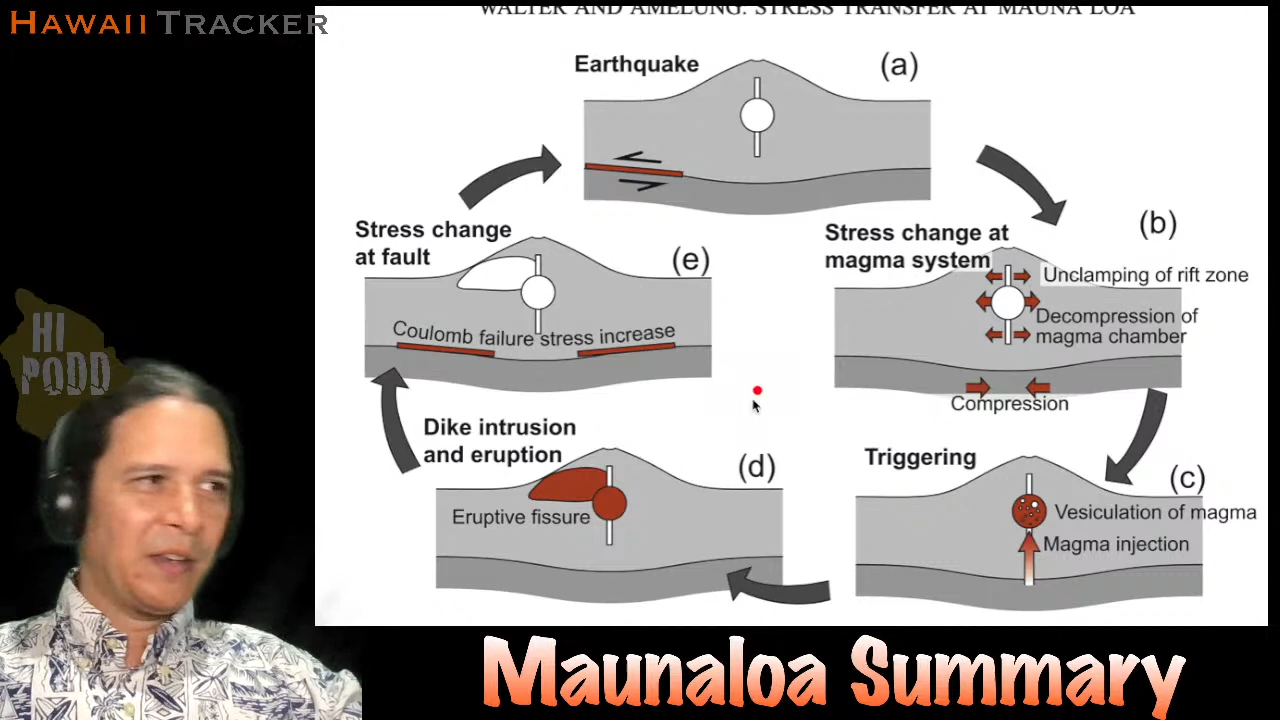 HAWAII TRACKER
WALTER AND AMELUNG: STRESS TRANSFER AT MAUNA LOA
Earthquake
(a)
Stress change at
magma system
(b)
Unclamping of rift zone
Decompression of
magma chamber
Compression
Triggering
(c)
Vesiculation of magma
Magma injection
Dike intrusion
and eruption
(d)
Eruptive fissure
Stress change
at fault
(e)
Coulomb failure stress increase
HI
PODD
Maunaloa Summary